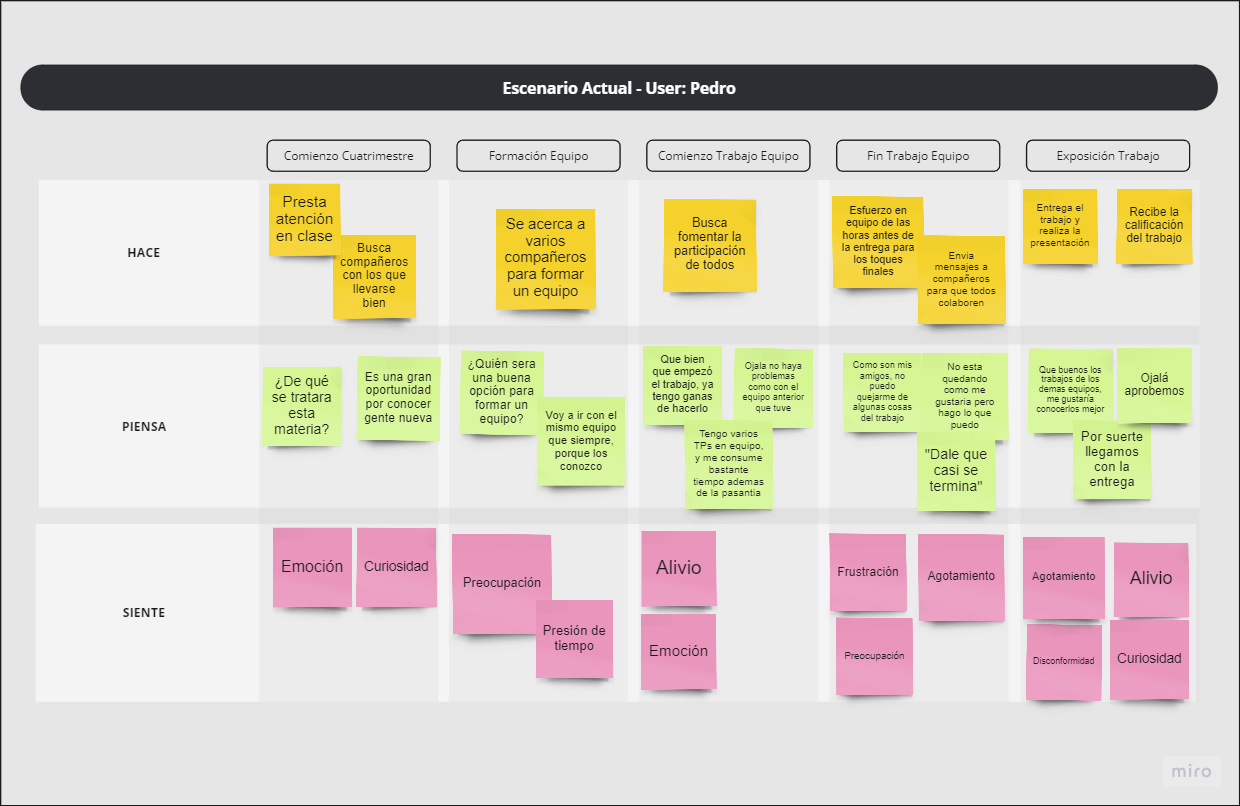 Escenario Actual - User: Pedro
Comienzo Cuatrimestre
Formación Equipo
Comienzo Trabajo Equipo
Fin Trabajo Equipo
Exposición Trabajo
HACE
Presta
atención
en clase
Busca
compañeros
con los que
llevarse
bien
Se acerca a
varios
compañeros
para formar
un equipo
Busca
fomentar la
participación
de todos
Esfuerzo en
equipo de las
horas antes de
la entrega para
los toques
finales
Envia
mensajes a
compañeros
para que todos
colaboren
Entrega el
trabajo y
realiza la
presentación
Recibe la
calificación
del trabajo
PIENSA
¿De qué
se tratara
esta
materia?
Es una gran
oportunidad
por conocer
gente nueva
¿Quién sera
una buena
opción para
formar un
equipo?
Voy a ir con el
mismo equipo
que siempre,
porque los
conozco
Que bien
que empezó
el trabajo, ya
tengo ganas
de hacerlo
Ojala no haya
problemas
como con el
equipo anterior
que tuve
Tengo varios
TPs en equipo,
y me consume
bastante
tiempo ademas
de la pasantia
Como son mis
amigos, no
puedo
quejarme de
algunas cosas
del trabajo
No esta
quedando
como me
gustaria pero
hago lo que
puedo
"Dale que
casi se
termina"
Que buenos los
trabajos de los
demas equipos,
me gustaria
conocerlos mejor
Ojalá
aprobemos
Por suerte
llegamos
con la
entrega
SIENTE
Emoción
Curiosidad
Preocupación
Presión de
tiempo
Alivio
Emoción
Frustración
Agotamiento
Preocupación
Agotamiento
Alivio
Disconformidad
Curiosidad
miro